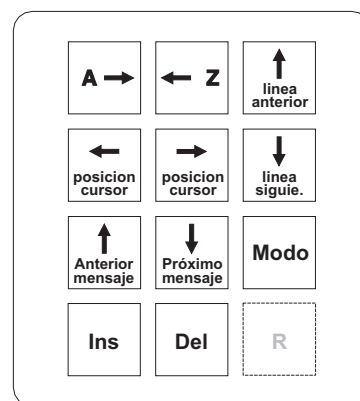 A → ← Z ↑
linea
anterior
← → ↓
posicion posicion linea
cursor cursor siguie.
↑ ↓
Anterior Próximo Modo
mensaje mensaje
Ins Del R